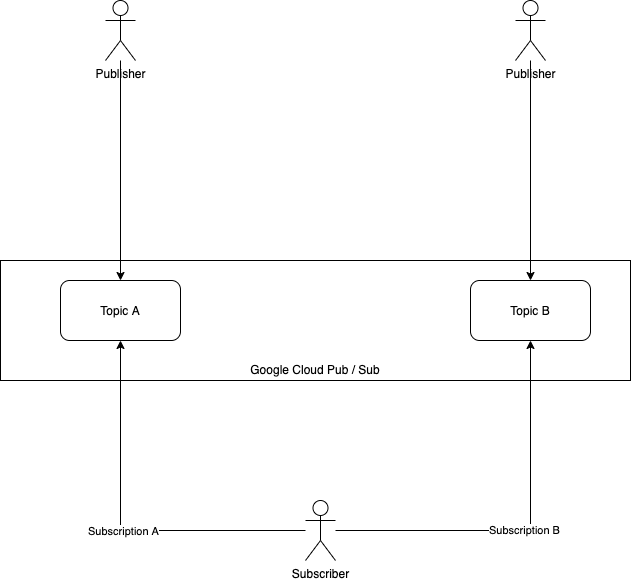 Publisher
Publisher
Topic A
Topic B
Google Cloud Pub / Sub
Subscription A
Subscription B
Subscriber